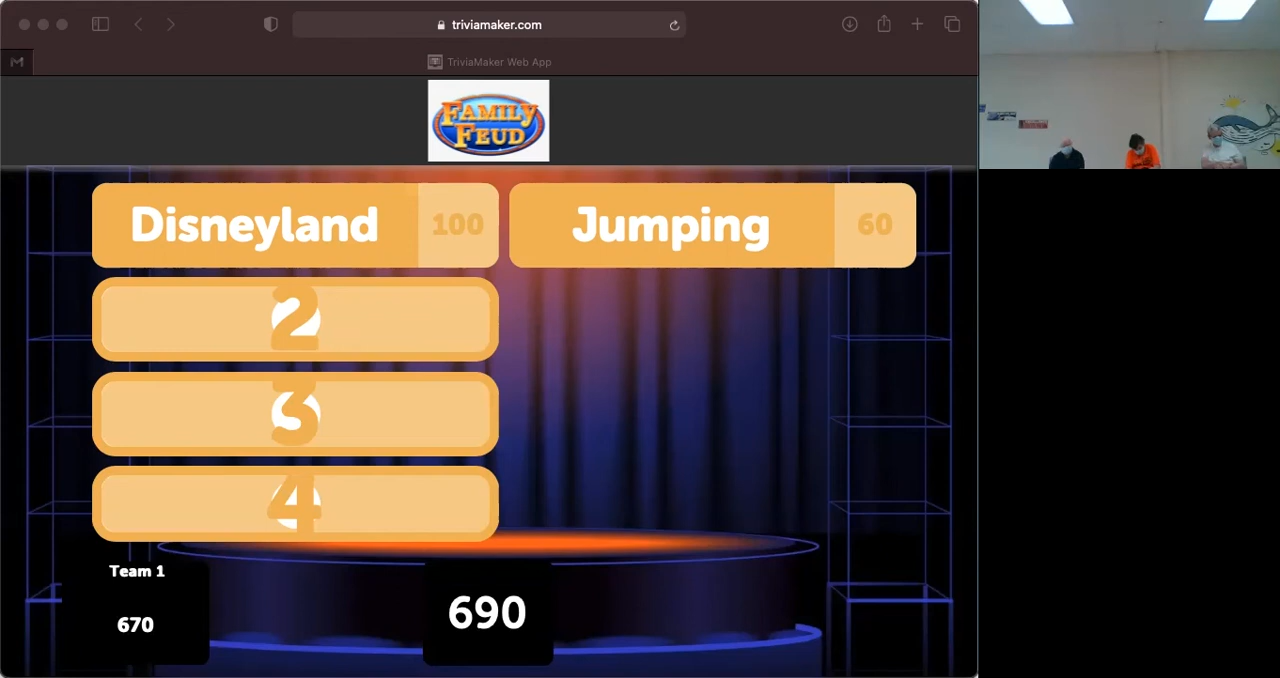 triviamaker.com
TriviaMaker Web App
FAMILY
FEUD
Disneyland 100
Jumping 60
2
3
4
Team 1
670
690